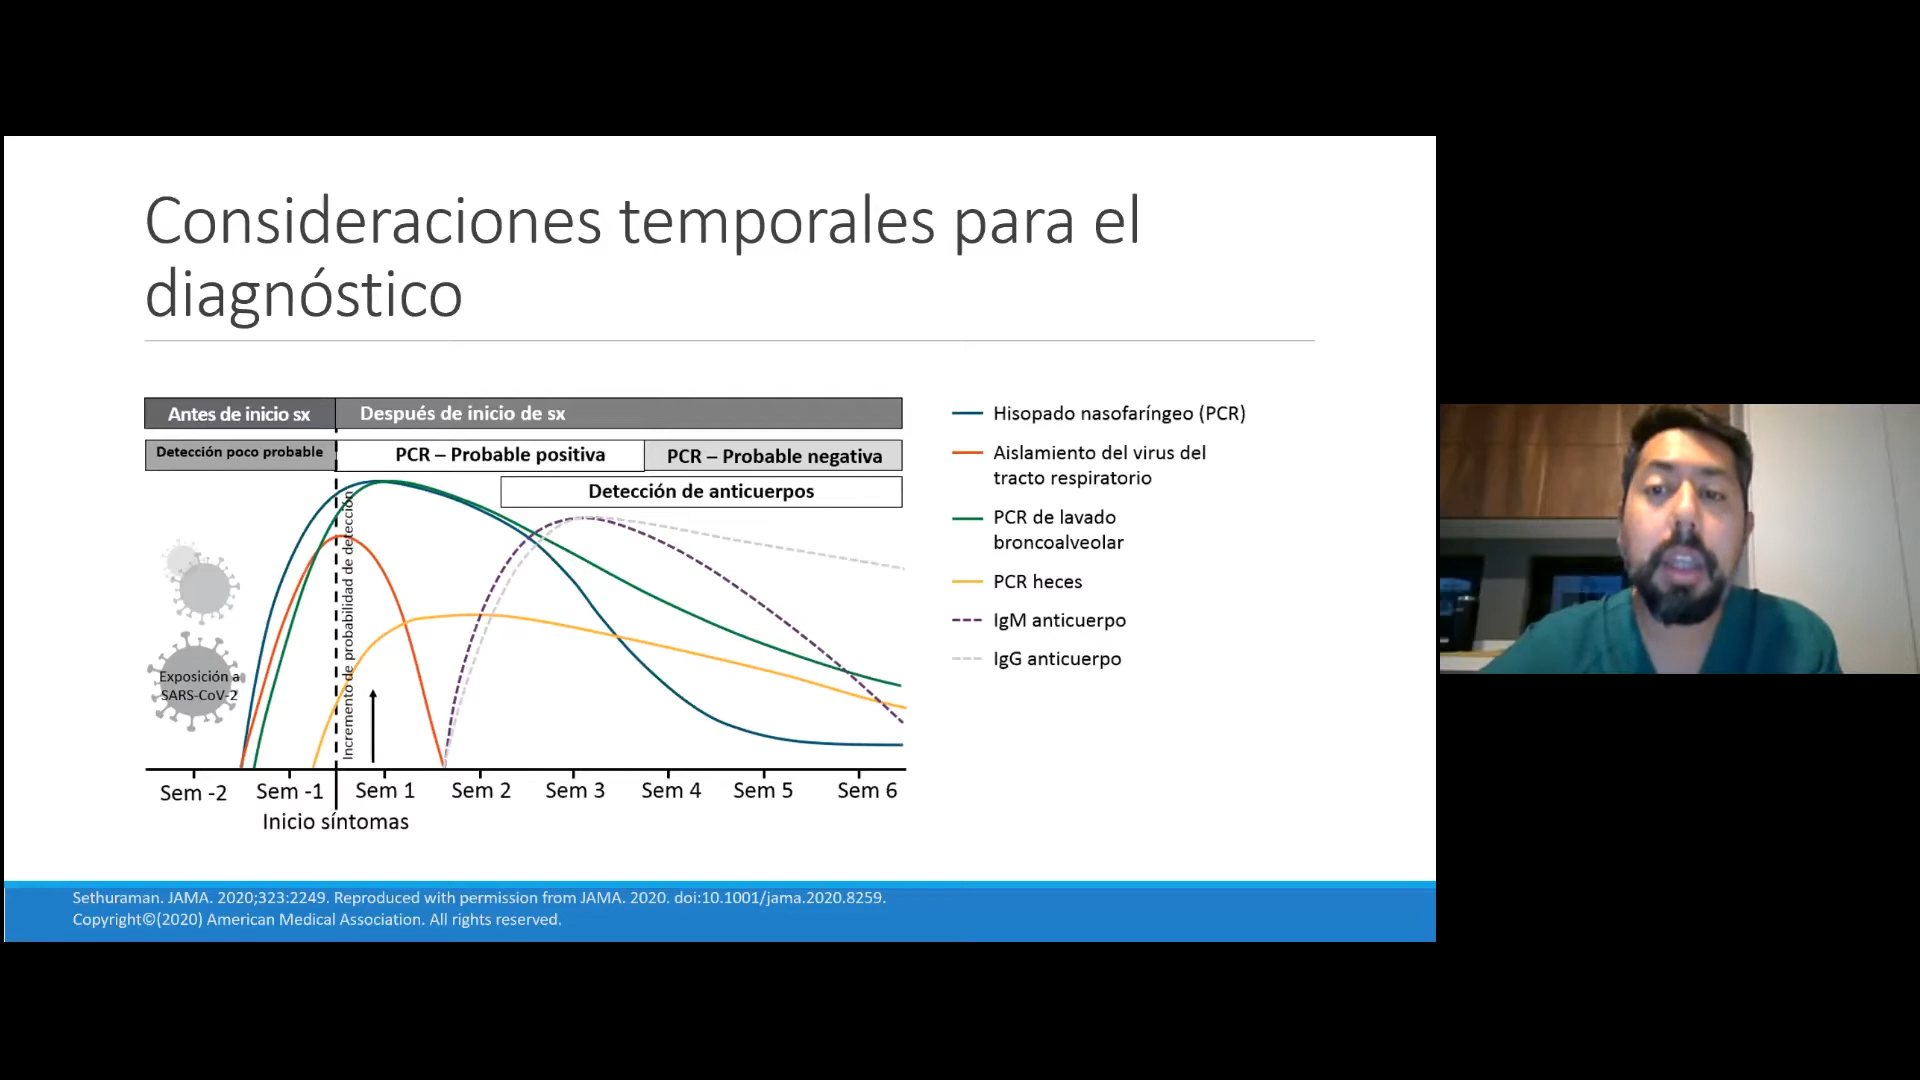 Consideraciones temporales para el
diagnóstico
Antes de inicio sx
Después de inicio de sx
Detección poco probable
PCR – Probable positiva
PCR – Probable negativa
Detección de anticuerpos
Incremento de probabilidad de detección
Exposición a
SARS-CoV-2
Sem -2
Sem -1
Sem 1
Sem 2
Sem 3
Sem 4
Sem 5
Sem 6
Inicio síntomas
Hisopado nasofaríngeo (PCR)
Aislamiento del virus del
tracto respiratorio
PCR de lavado
broncoalveolar
PCR heces
IgM anticuerpo
IgG anticuerpo
Sethuraman. JAMA. 2020;323:2249. Reproduced with permission from JAMA. 2020. doi:10.1001/jama.2020.8259.
Copyright©(2020) American Medical Association. All rights reserved.